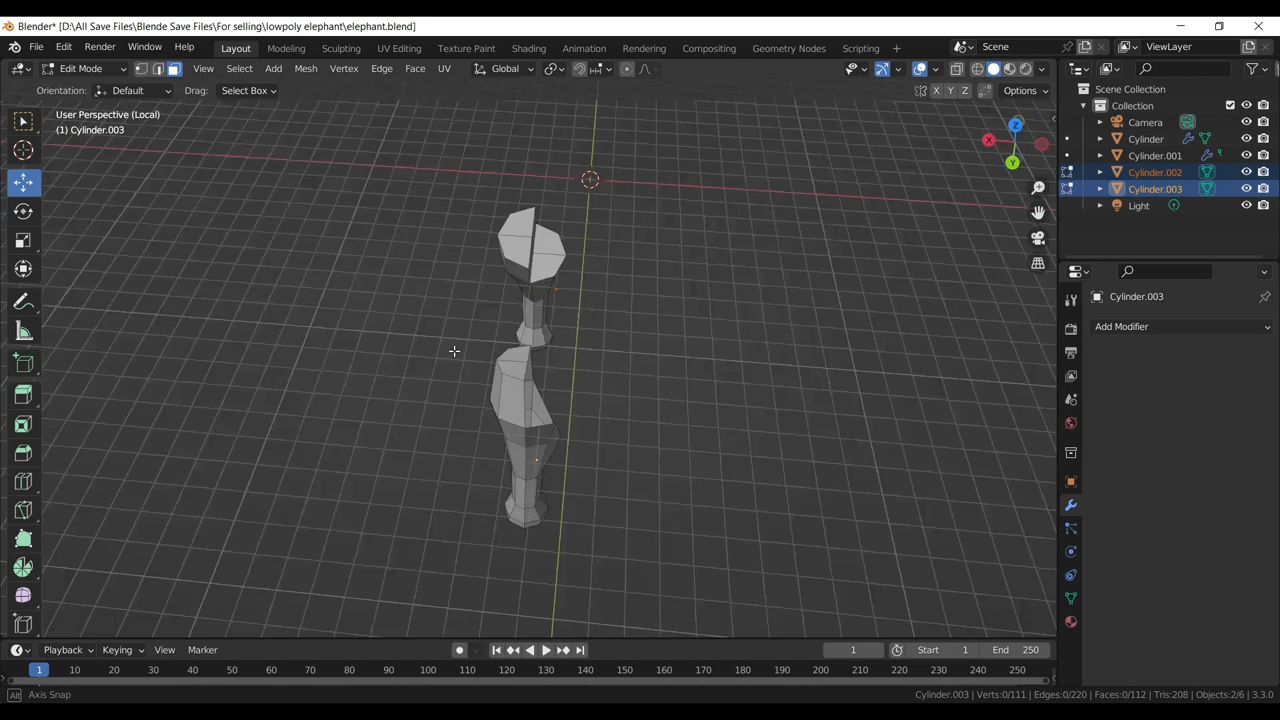 Blender* [D:\All Save Files\Blende Save Files\For selling\lowpoly elephant\elephant.blend]
File Edit Render Window Help Layout Modeling Sculpting UV Editing Texture Paint Shading Animation Rendering Compositing Geometry Nodes Scripting + Scene ViewLayer
Edit Mode View Select Add Mesh Vertex Edge Face UV Global
Orientation: Default Drag: Select Box X Y Z Options
User Perspective (Local)
(1) Cylinder.003
Z
X
Y
Scene Collection
Collection
Camera
Cylinder
Cylinder.001
Cylinder.002
Cylinder.003
Light
Cylinder.003
Add Modifier
Playback Keying View Marker 1 Start 1 End 250
1 10 20 30 40 50 60 70 80 90 100 110 120 130 140 150 160 170 180 190 200 210 220 230 240 250
Alt Axis Snap Cylinder.003 | Verts:0/111 | Edges:0/220 | Faces:0/112 | Tris:208 | Objects:2/6 | 3.3.0